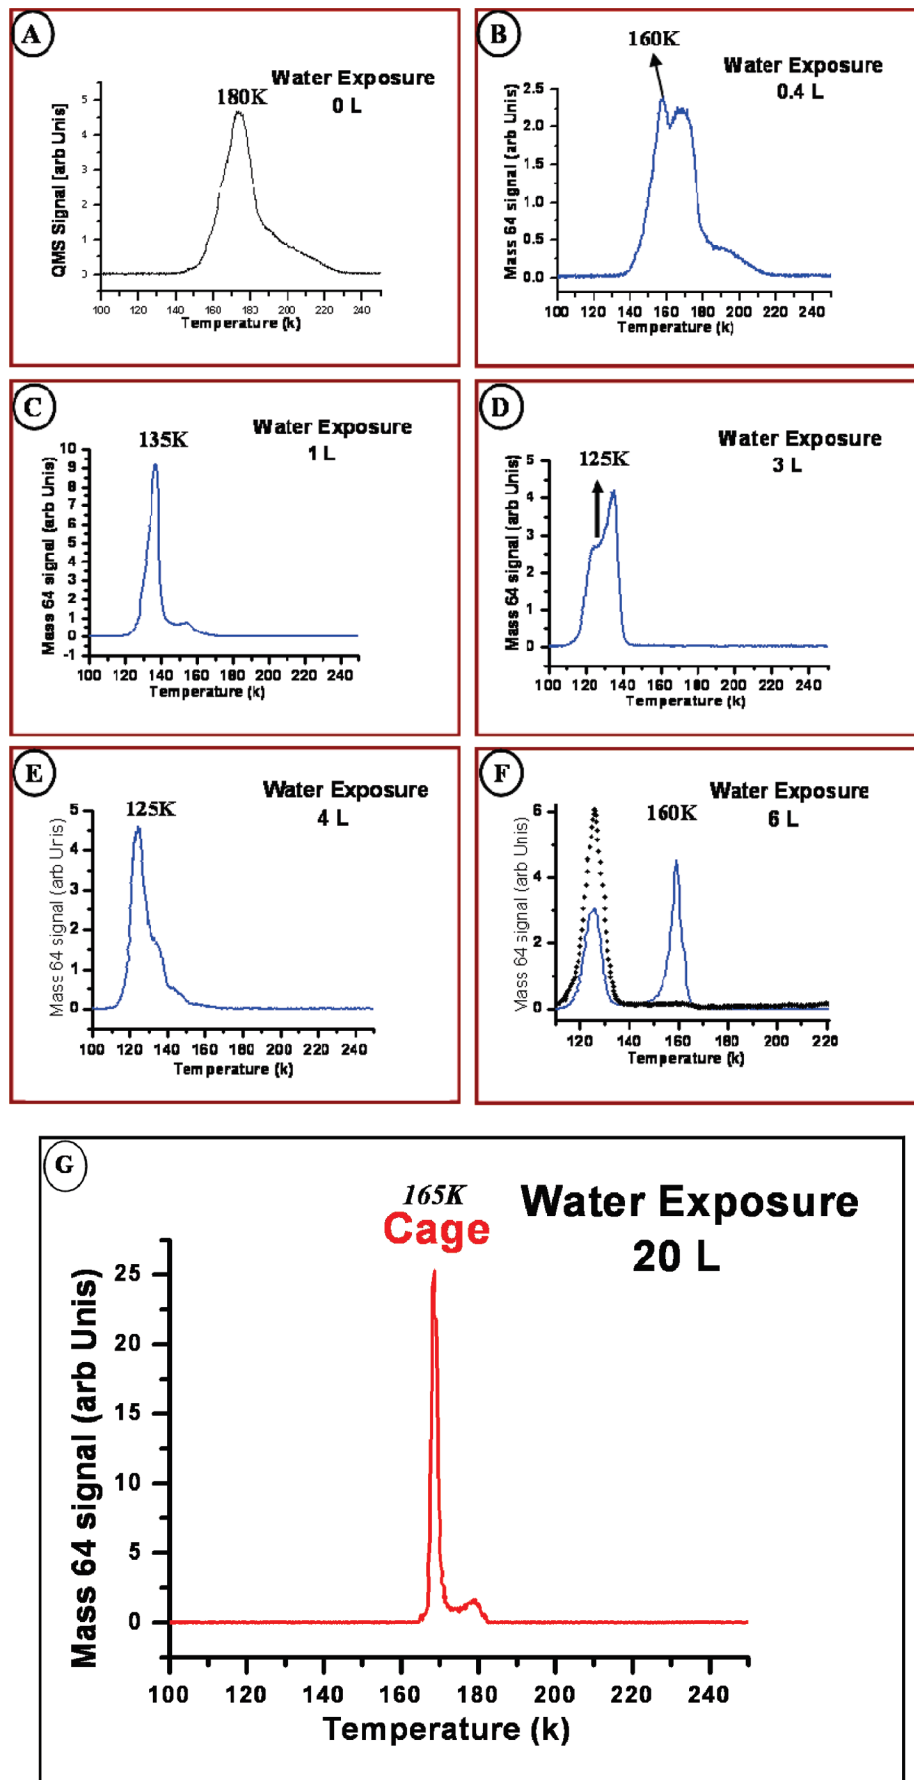 A
Water Exposure
0 L
180K
5
4
3
2
1
0
QMS Signal [arb Unis]
100 120 140 160 180 200 220 240
Temperature (k)
B
160K
Water Exposure
0.4 L
2.5
2.0
1.5
1.0
0.5
0.0
Mass 64 signal (arb Unis)
100 120 140 160 180 200 220 240
Temperature (k)
C
135K
Water Exposure
1 L
10
9
8
7
6
5
4
3
2
1
0
-1
Mass 64 signal (arb Unis)
100 120 140 160 180 200 220 240
Temperature (k)
D
125K
Water Exposure
3 L
5
4
3
2
1
0
Mass 64 signal (arb Unis)
100 120 140 160 180 200 220 240
Temperature (k)
E
125K
Water Exposure
4 L
5
4
3
2
1
0
Mass 64 signal (arb Unis)
100 120 140 160 180 200 220 240
Temperature (k)
F
160K
Water Exposure
6 L
6
4
2
0
Mass 64 signal (arb Unis)
120 140 160 180 200 220
Temperature (k)
G
165K
Cage
Water Exposure
20 L
25
20
15
10
5
0
Mass 64 signal (arb Unis)
100 120 140 160 180 200 220 240
Temperature (k)